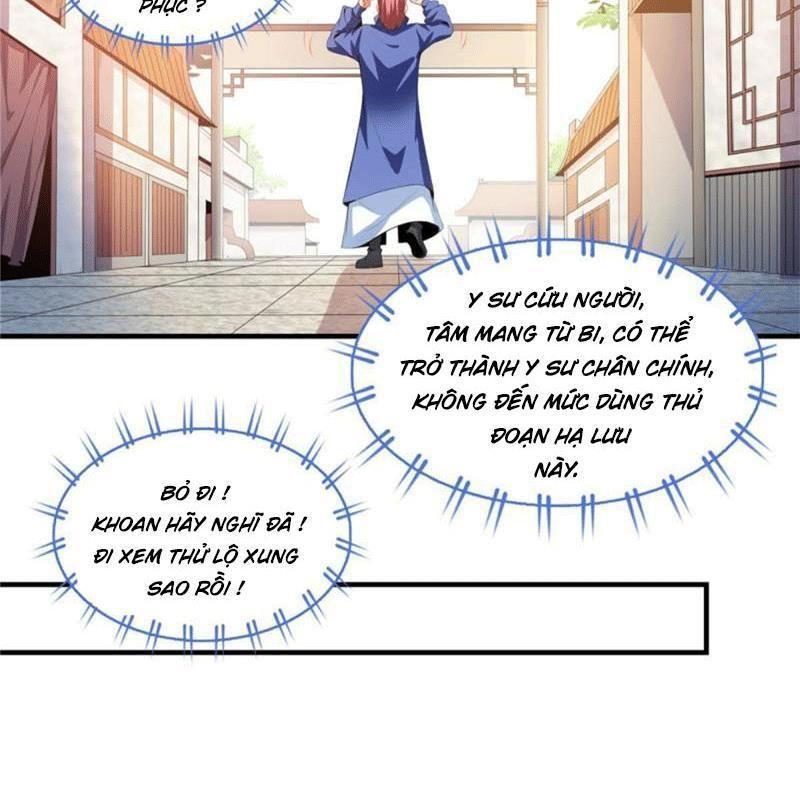 PHỤC ?
Y SƯ CỨU NGƯỜI,
TÂM MANG TỪ BI, CÓ THỂ
TRỞ THÀNH Y SƯ CHÂN CHÍNH,
KHÔNG ĐẾN MỨC DÙNG THỦ
ĐOẠN HẠ LƯU
NÀY.
BỎ ĐI !
KHOAN HÃY NGHĨ ĐÃ !
ĐI XEM THỬ LỘ XUNG
SAO RỒI !